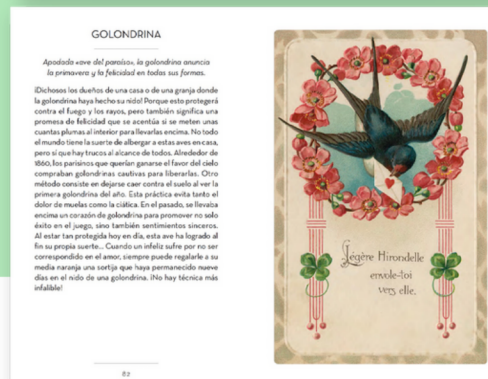 GOLONDRINA
Apodada «ave del paraíso», la golondrina anuncia
la primavera y la felicidad en todas sus formas.
¡Dichosos los dueños de una casa o de una granja donde
la golondrina haya hecho su nido! Porque esto protegerá
contra el fuego y los rayos, pero también significa una
promesa de felicidad que se acentúa si se meten unas
cuantas plumas al interior para llevarlas encima. No todo
el mundo tiene la suerte de albergar a estas aves en casa,
pero sí que hay trucos al alcance de todos. Alrededor de
1860, los parisinos que querían ganarse el favor del cielo
compraban golondrinas cautivas para liberarlas. Otro
método consiste en dejarse caer contra el suelo al ver la
primera golondrina del año. Esta práctica evita tanto el
dolor de muelas como la ciática. En el pasado, se llevaba
encima un corazón de golondrina para promover no solo
éxito en el juego, sino también sentimientos sinceros.
Al estar tan protegida hoy en día, esta ave ha logrado al
fin su propia suerte... Cuando un infeliz sufre por no ser
correspondido en el amor, siempre puede regalarle a su
media naranja una sortija que haya permanecido nueve
días en el nido de una golondrina. ¡No hay técnica más
infalible!
82
Légère Hirondelle
envole-toi
vers elle.